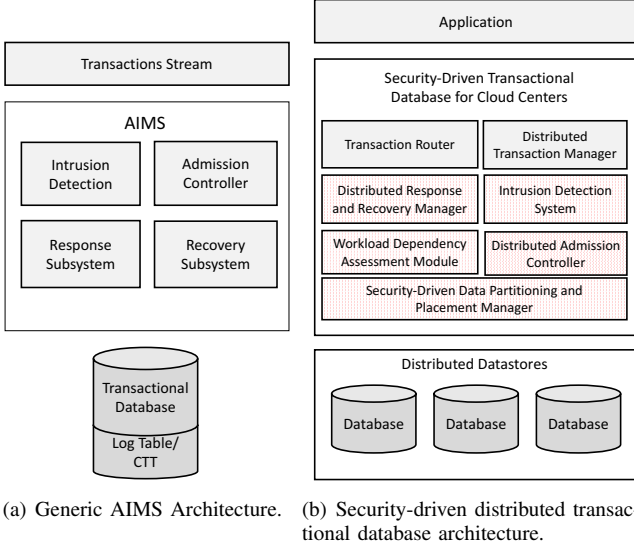 Transactions Stream
AIMS
Intrusion
Detection
Admission
Controller
Response
Subsystem
Recovery
Subsystem
Transactional
Database
Log Table/
CTT
(a) Generic AIMS Architecture.
Application
Security-Driven Transactional
Database for Cloud Centers
Transaction Router
Distributed
Transaction Manager
Distributed Response
and Recovery Manager
Intrusion Detection
System
Workload Dependency
Assessment Module
Distributed Admission
Controller
Security-Driven Data Partitioning and
Placement Manager
Distributed Datastores
Database
Database
Database
(b) Security-driven distributed transac-
tional database architecture.